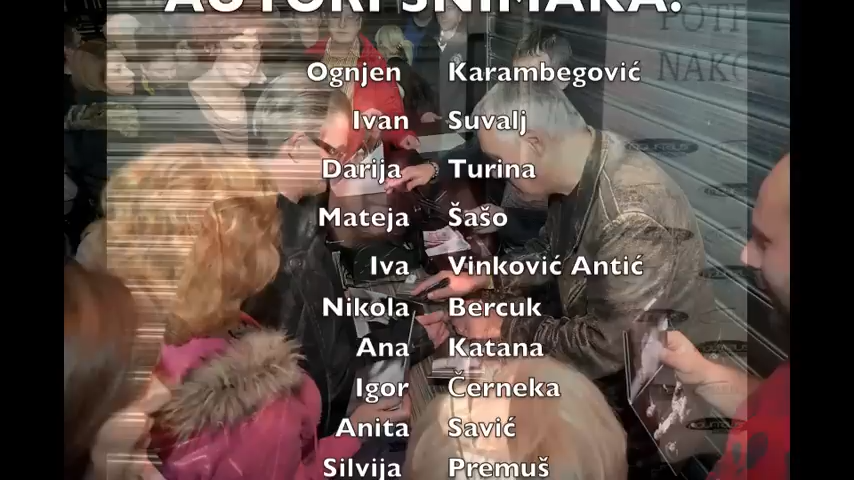 AUTORI SNIMAKA:
Ognjen Karambegović
Ivan Suvalj
Darija Turina
Mateja Šašo
Iva Vinković Antić
Nikola Bercuk
Ana Katana
Igor Černeka
Anita Savić
Silvija Premuš